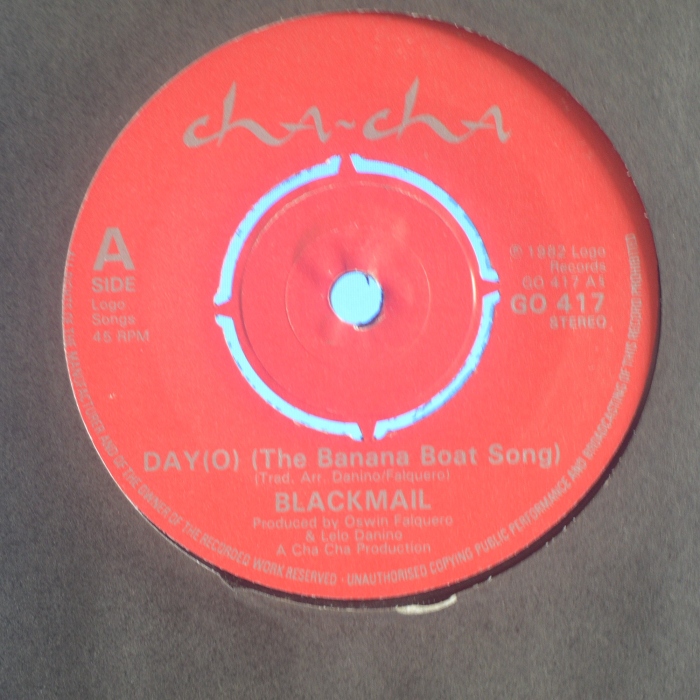 cha-cha
A
SIDE
Logo
Songs
45 RPM
℗ 1982 Logo
Records
GO 417 A
GO 417
STEREO
DAY(O) (The Banana Boat Song)
(Trad. Arr. Danino/Falquero)
BLACKMAIL
Produced by Oswin Falquero
& Lelo Danino
A Cha Cha Production
THE MANUFACTURER AND OF THE OWNER OF THE RECORDED WORK RESERVED · UNAUTHORISED COPYING PUBLIC PERFORMANCE AND BROADCASTING OF THIS RECORD PROHIBITED